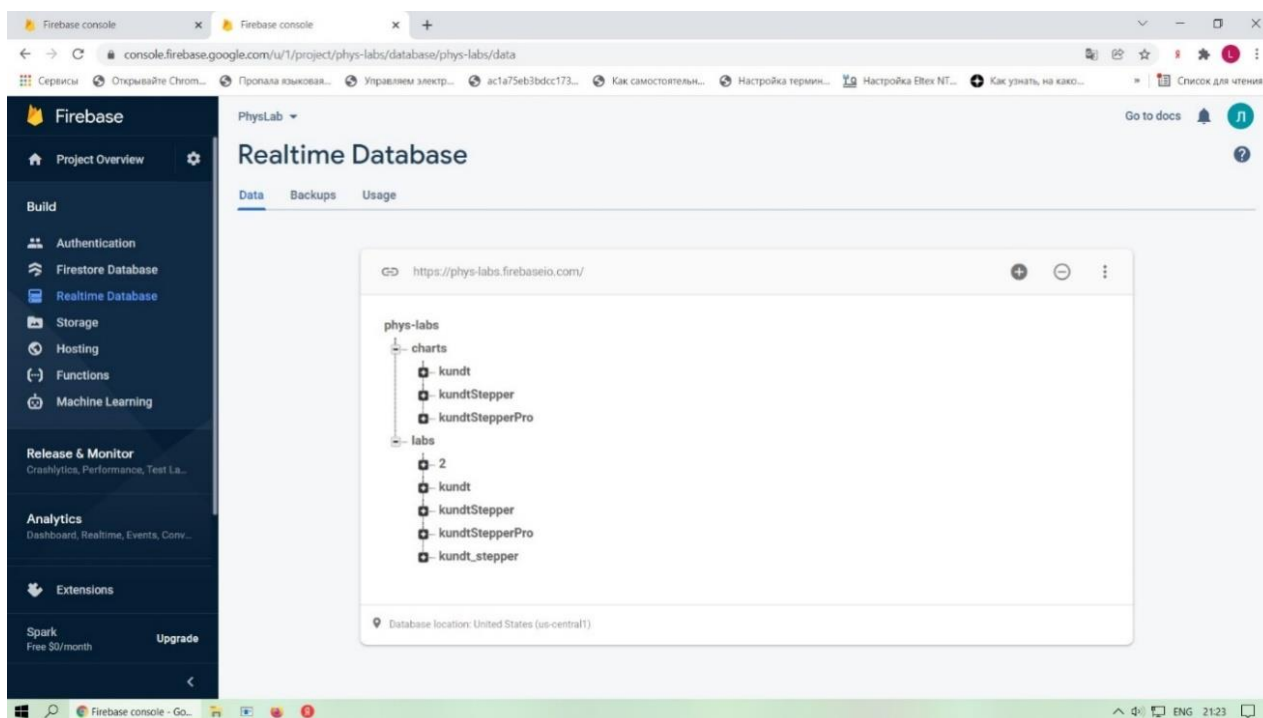 Firebase console
Firebase console
console.firebase.google.com/u/1/project/phys-labs/database/phys-labs/data
Сервисы Открывайте Chrom... Пропала языковая... Управляем электр... ac1a75eb3bdcc173... Как самостоятельн... Настройка термин... Настройка Eltex NT... Как узнать, на како... » Список для чтения
Firebase
PhysLab
Go to docs
Л
L
Project Overview
Realtime Database
Data Backups Usage
Build
Authentication
Firestore Database
Realtime Database
Storage
Hosting
Functions
Machine Learning
Release & Monitor
Crashlytics, Performance, Test La...
Analytics
Dashboard, Realtime, Events, Conv...
Extensions
Spark
Free $0/month
Upgrade
https://phys-labs.firebaseio.com/
phys-labs
charts
kundt
kundtStepper
kundtStepperPro
labs
2
kundt
kundtStepper
kundtStepperPro
kundt_stepper
Database location: United States (us-central1)
Firebase console - Go...
ENG 21:23